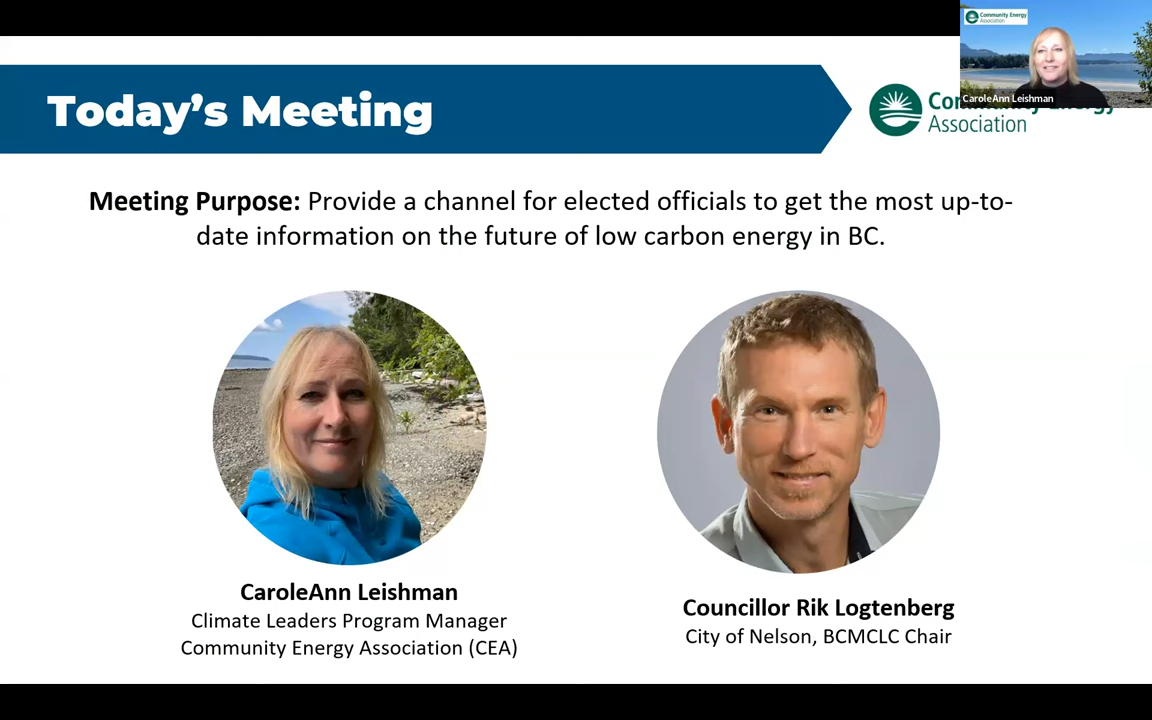 Community Energy
Association
CaroleAnn Leishman
Today's Meeting
Association
Meeting Purpose: Provide a channel for elected officials to get the most up-to-
date information on the future of low carbon energy in BC.
CaroleAnn Leishman
Climate Leaders Program Manager
Community Energy Association (CEA)
Councillor Rik Logtenberg
City of Nelson, BCMCLC Chair